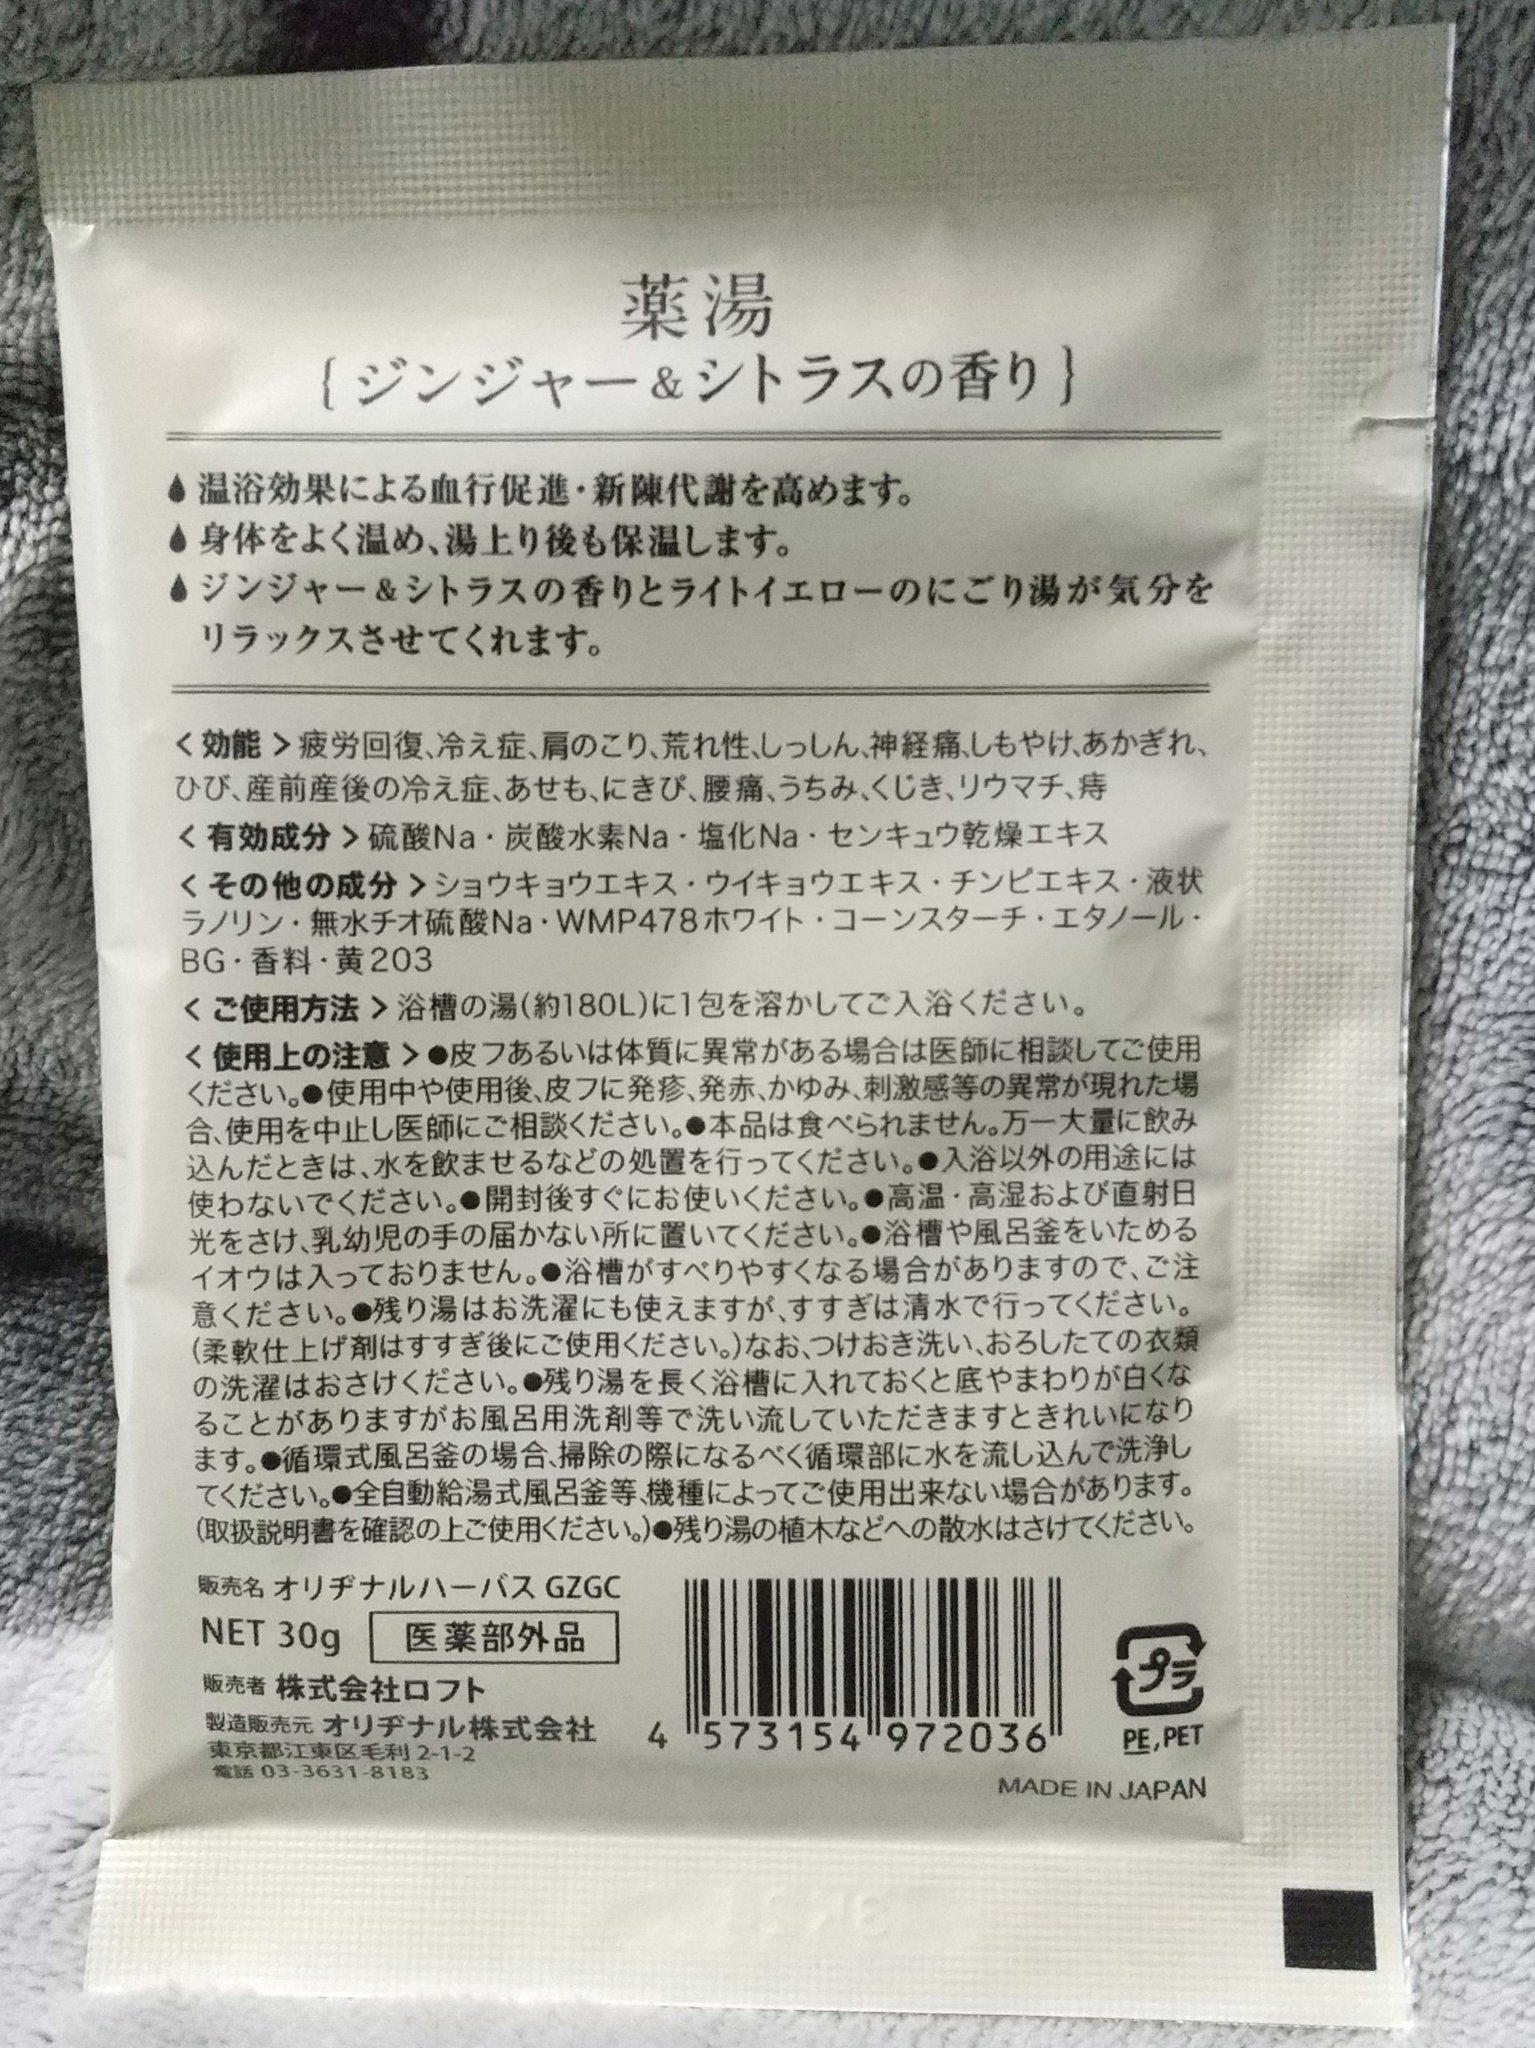 薬湯
{ジンジャー&シトラスの香り}
温浴効果による血行促進・新陳代謝を高めます。
身体をよく温め、湯上り後も保温します。
ジンジャー&シトラスの香りとライトイエローのにごり湯が気分を
リラックスさせてくれます。
<効能>疲労回復、冷え症、肩のこり、荒れ性、しっしん、神経痛、しもやけ、あかぎれ、
ひび、産前産後の冷え症、あせも、にきび、腰痛、うちみ、くじき、リウマチ、痔
<有効成分>硫酸Na・炭酸水素Na・塩化Na・センキュウ乾燥エキス
<その他の成分>ショウキョウエキス・ウイキョウエキス・チンピエキス・液状
ラノリン・無水チオ硫酸Na・WMP478ホワイト・コーンスターチ・エタノール・
BG・香料・黄203
<ご使用方法>浴槽の湯(約180L)に1包を溶かしてご入浴ください。
<使用上の注意>●皮フあるいは体質に異常がある場合は医師に相談してご使用
ください。●使用中や使用後、皮フに発疹、発赤、かゆみ、刺激感等の異常が現れた場
合、使用を中止し医師にご相談ください。●本品は食べられません。万一大量に飲み
込んだときは、水を飲ませるなどの処置を行ってください。●入浴以外の用途には
使わないでください。●開封後すぐにお使いください。●高温・高湿および直射日
光をさけ、乳幼児の手の届かない所に置いてください。●浴槽や風呂釜をいためる
イオウは入っておりません。●浴槽がすべりやすくなる場合がありますので、ご注
意ください。●残り湯はお洗濯にも使えますが、すすぎは清水で行ってください。
(柔軟仕上げ剤はすすぎ後にご使用ください。)なお、つけおき洗い、おろしたての衣類
の洗濯はおさけください。●残り湯を長く浴槽に入れておくと底やまわりが白くな
ることがありますがお風呂用洗剤等で洗い流していただきますときれいになり
ます。●循環式風呂釜の場合、掃除の際になるべく循環部に水を流し込んで洗浄し
てください。●全自動給湯式風呂釜等、機種によってご使用出来ない場合があります。
(取扱説明書を確認の上ご使用ください。)●残り湯の植木などへの散水はさけてください。
販売名 オリヂナルハーバス GZGC
NET 30g 医薬部外品
販売者 株式会社ロフト
製造販売元 オリヂナル株式会社
東京都江東区毛利 2-1-2
電話 03-3631-8183
4 573154 972036
プラ
PE,PET
MADE IN JAPAN